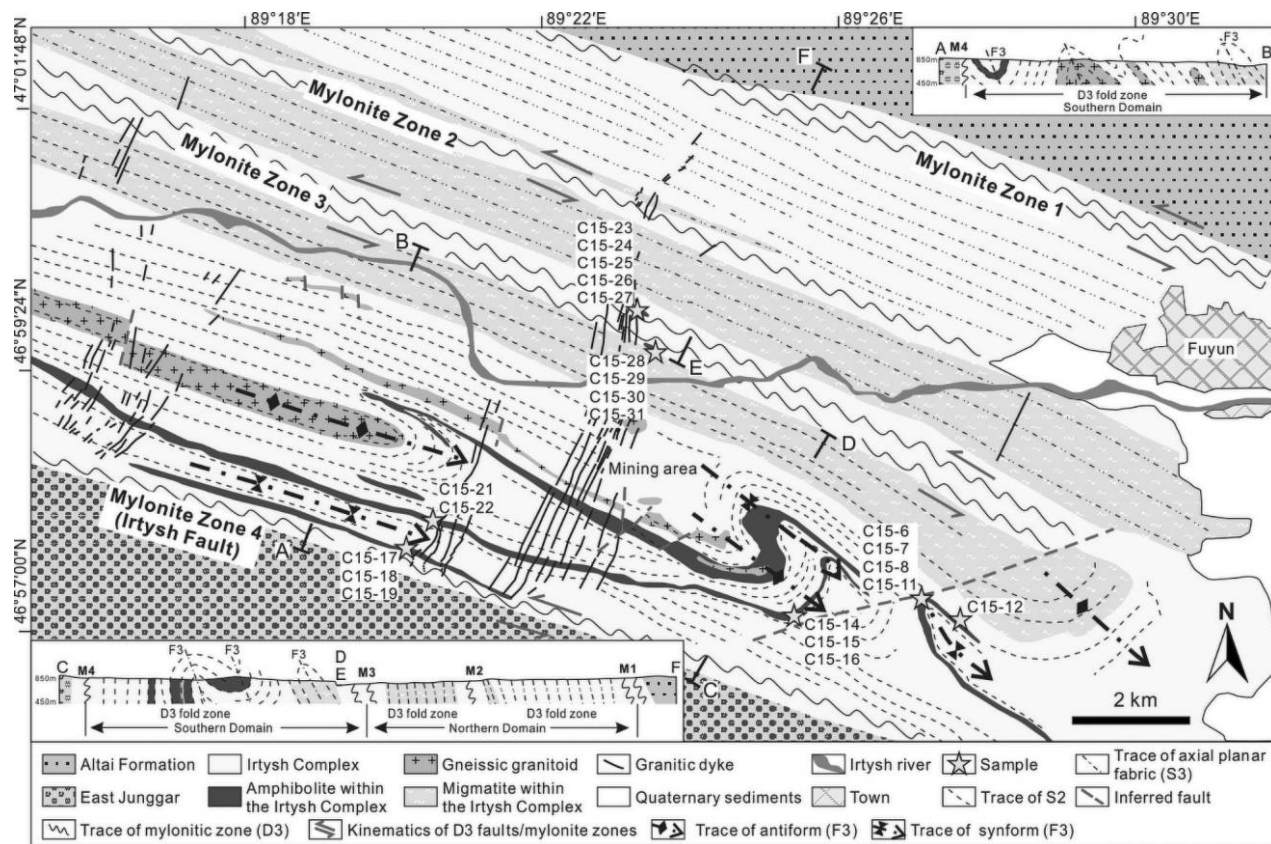 89°18'E
89°22'E
89°26'E
89°30'E
47°01'48"N
46°59'24"N
46°57'00"N
Mylonite Zone 1
Mylonite Zone 2
Mylonite Zone 3
Mylonite Zone 4
(Irtysh Fault)
F
B
E
D
A
C
A M4
F3
F3
B
650m
450m
D3 fold zone
Southern Domain
C15-23
C15-24
C15-25
C15-26
C15-27
C15-28
C15-29
C15-30
C15-31
Fuyun
Mining area
C15-21
C15-22
C15-17
C15-18
C15-19
C15-6
C15-7
C15-8
C15-11
C15-12
C15-14
C15-15
C15-16
N
2 km
C
M4
F3
F3
F3
D
E
M3
M2
M1
F
850m
450m
D3 fold zone
Southern Domain
D3 fold zone
D3 fold zone
Northern Domain
Altai Formation
Irtysh Complex
Gneissic granitoid
Granitic dyke
Irtysh river
Sample
Trace of axial planar
fabric (S3)
East Junggar
Amphibolite within
the Irtysh Complex
Migmatite within
the Irtysh Complex
Quaternary sediments
Town
Trace of S2
Inferred fault
Trace of mylonitic zone (D3)
Kinematics of D3 faults/mylonite zones
Trace of antiform (F3)
Trace of synform (F3)